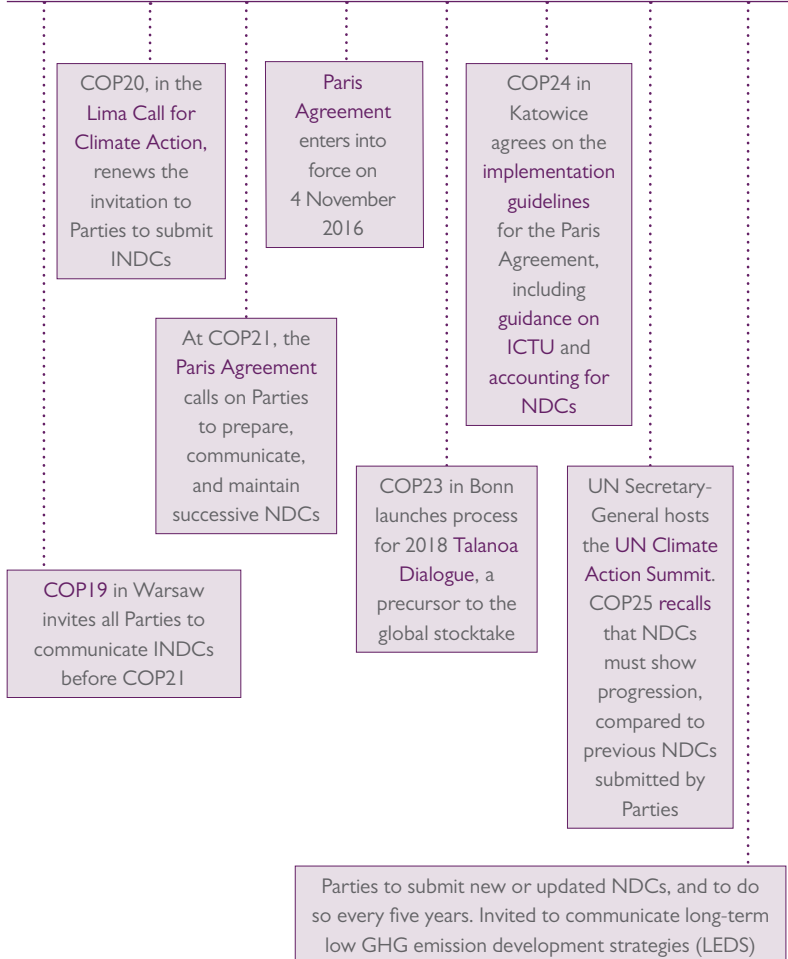 COP20, in the
Lima Call for
Climate Action,
renews the
invitation to
Parties to submit
INDCs
Paris
Agreement
enters into
force on
4 November
2016
COP24 in
Katowice
agrees on the
implementation
guidelines
for the Paris
Agreement,
including
guidance on
ICTU and
accounting for
NDCs
At COP21, the
Paris Agreement
calls on Parties
to prepare,
communicate,
and maintain
successive NDCs
COP23 in Bonn
launches process
for 2018 Talanoa
Dialogue, a
precursor to the
global stocktake
UN Secretary-
General hosts
the UN Climate
Action Summit.
COP25 recalls
that NDCs
must show
progression,
compared to
previous NDCs
submitted by
Parties
COP19 in Warsaw
invites all Parties to
communicate INDCs
before COP21
Parties to submit new or updated NDCs, and to do
so every five years. Invited to communicate long-term
low GHG emission development strategies (LEDS)